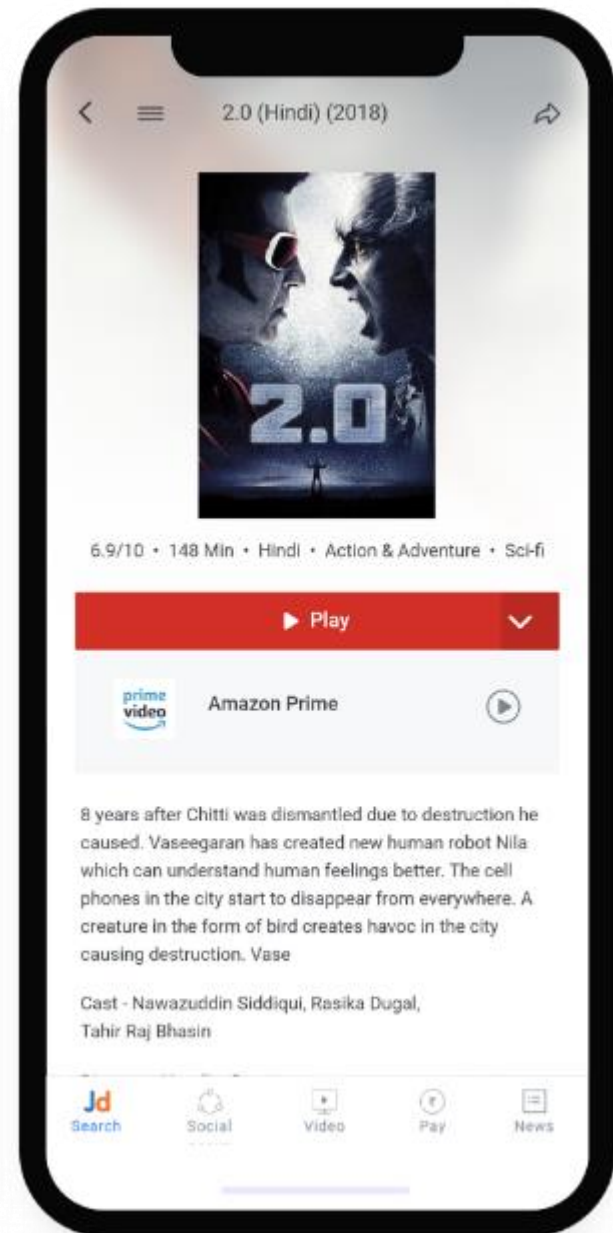 2.0 (Hindi) (2018)
2.0
6.9/10 • 148 Min • Hindi • Action & Adventure • Sci-fi
Play
prime
video
Amazon Prime
8 years after Chitti was dismantled due to destruction he
caused. Vaseegaran has created new human robot Nila
which can understand human feelings better. The cell
phones in the city start to disappear from everywhere. A
creature in the form of bird creates havoc in the city
causing destruction. Vase
Cast - Nawazuddin Siddiqui, Rasika Dugal,
Tahir Raj Bhasin
Jd
Search
Social
Video
₹
Pay
News